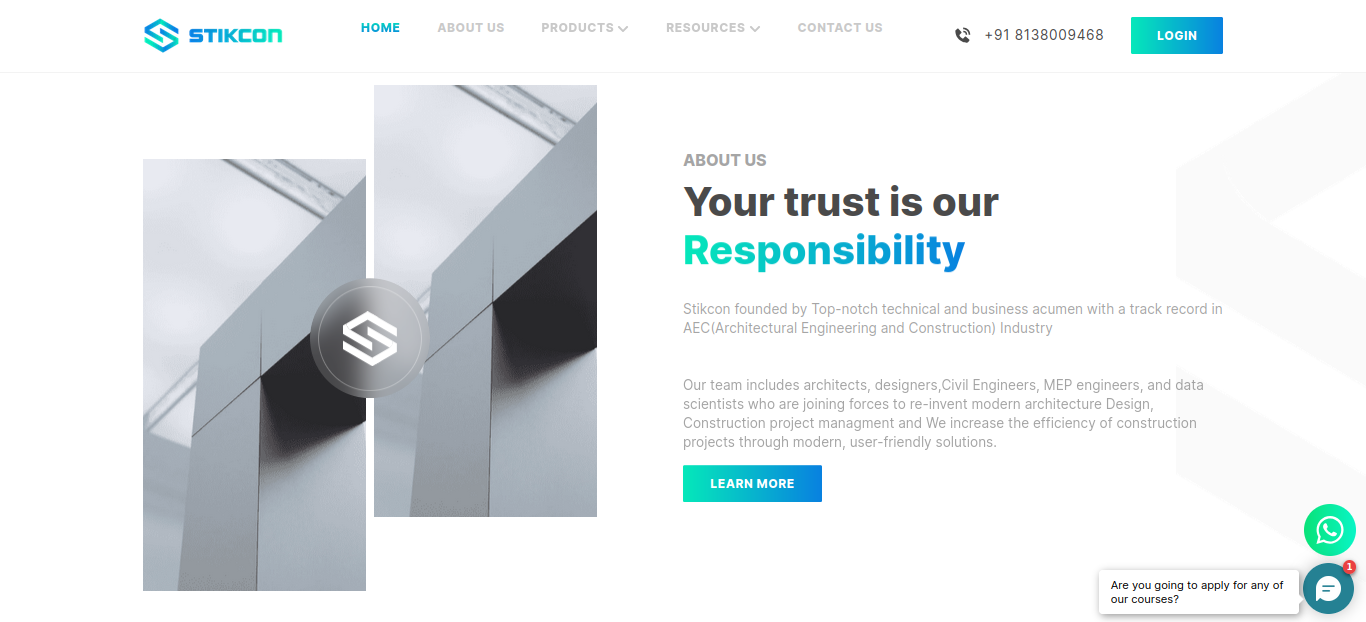 STIKCON
HOME
ABOUT US
PRODUCTS
RESOURCES
CONTACT US
+91 8138009468
LOGIN
ABOUT US
Your trust is our
Responsibility
Stikcon founded by Top-notch technical and business acumen with a track record in
AEC(Architectural Engineering and Construction) Industry
Our team includes architects, designers,Civil Engineers, MEP engineers, and data
scientists who are joining forces to re-invent modern architecture Design,
Construction project managment and We increase the efficiency of construction
projects through modern, user-friendly solutions.
LEARN MORE
1
Are you going to apply for any of
our courses?